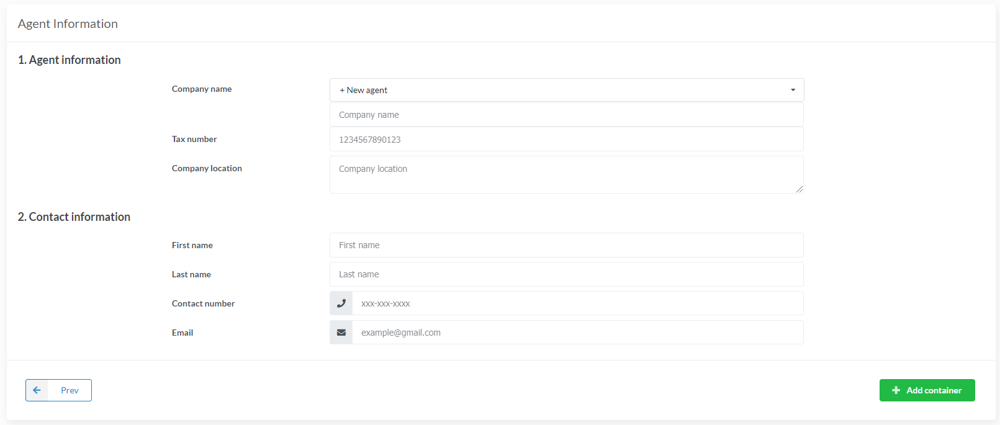 Agent Information
1. Agent information
Company name
+ New agent
Company name
Tax number
1234567890123
Company location
Company location
2. Contact information
First name
First name
Last name
Last name
Contact number
xxx-xxx-xxxx
Email
example@gmail.com
Prev
Add container